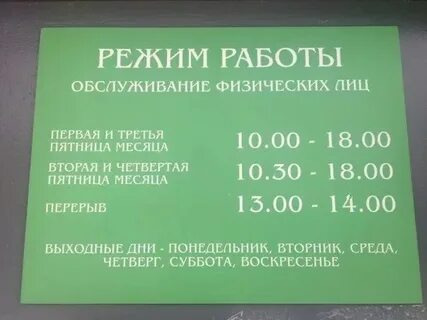 РЕЖИМ РАБОТЫ
ОБСЛУЖИВАНИЕ ФИЗИЧЕСКИХ ЛИЦ
ПЕРВАЯ И ТРЕТЬЯ
ПЯТНИЦА МЕСЯЦА 10.00 - 18.00
ВТОРАЯ И ЧЕТВЕРТАЯ
ПЯТНИЦА МЕСЯЦА 10.30 - 18.00
ПЕРЕРЫВ 13.00 - 14.00
ВЫХОДНЫЕ ДНИ - ПОНЕДЕЛЬНИК, ВТОРНИК, СРЕДА,
ЧЕТВЕРГ, СУББОТА, ВОСКРЕСЕНЬЕ